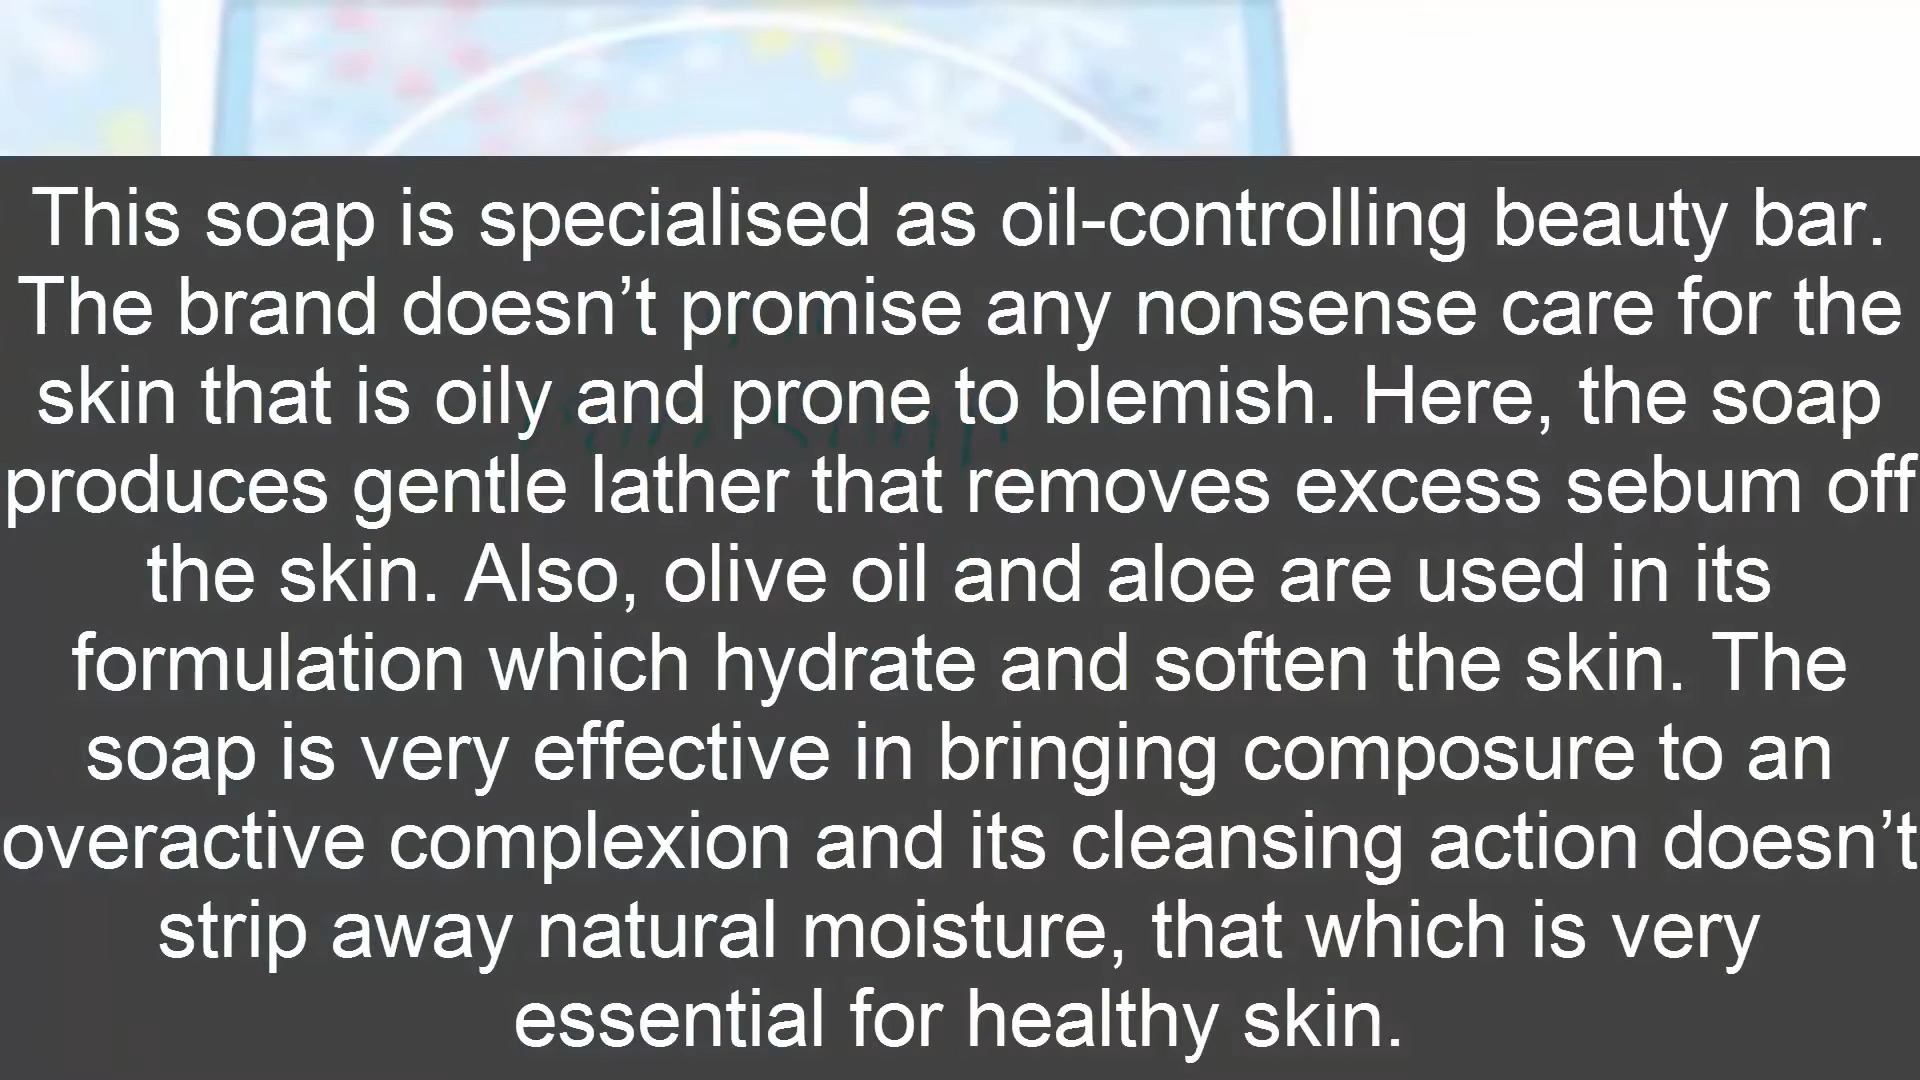 This soap is specialised as oil-controlling beauty bar.
The brand doesn’t promise any nonsense care for the
skin that is oily and prone to blemish. Here, the soap
produces gentle lather that removes excess sebum off
the skin. Also, olive oil and aloe are used in its
formulation which hydrate and soften the skin. The
soap is very effective in bringing composure to an
overactive complexion and its cleansing action doesn’t
strip away natural moisture, that which is very
essential for healthy skin.